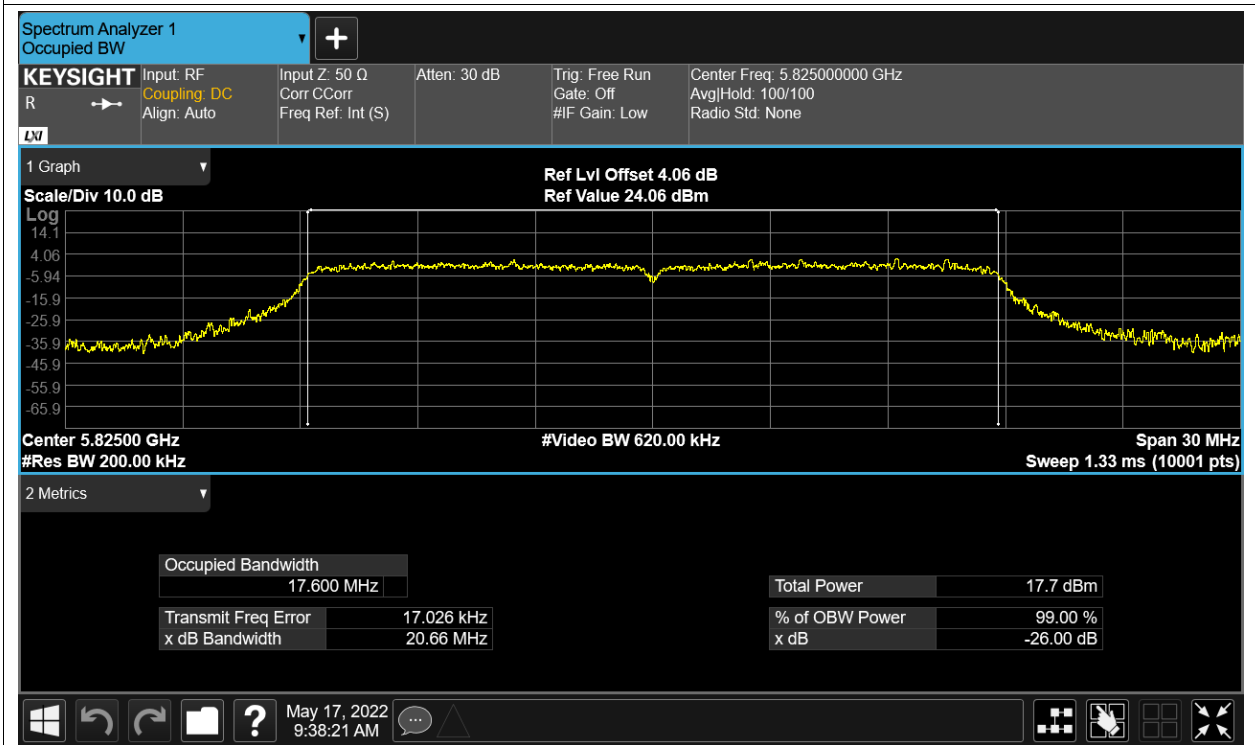 Spectrum Analyzer 1
Occupied BW
KEYSIGHT
R
LXI
Input: RF
Coupling: DC
Align: Auto
Input Z: 50 Ω
Corr CCorr
Freq Ref: Int (S)
Atten: 30 dB
Trig: Free Run
Gate: Off
#IF Gain: Low
Center Freq: 5.825000000 GHz
Avg|Hold: 100/100
Radio Std: None
1 Graph
Scale/Div 10.0 dB
Ref Lvl Offset 4.06 dB
Ref Value 24.06 dBm
Log
14.1
4.06
-5.94
-15.9
-25.9
-35.9
-45.9
-55.9
-65.9
Center 5.82500 GHz
#Res BW 200.00 kHz
#Video BW 620.00 kHz
Span 30 MHz
Sweep 1.33 ms (10001 pts)
2 Metrics
Occupied Bandwidth
17.600 MHz
Transmit Freq Error 17.026 kHz
x dB Bandwidth 20.66 MHz
Total Power 17.7 dBm
% of OBW Power 99.00 %
x dB -26.00 dB
?
May 17, 2022
9:38:21 AM